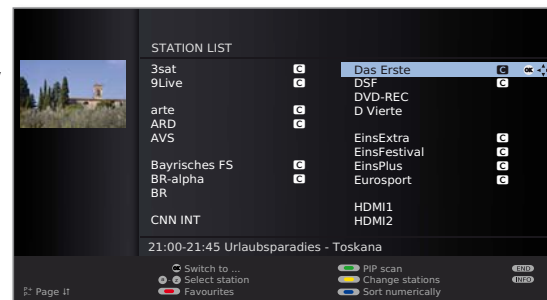 STATION LIST
3sat C
9Live C
arte C
ARD C
AVS
Bayrisches FS C
BR-alpha C
BR
CNN INT
Das Erste C OK
DSF C
DVD-REC
D Vierte
EinsExtra C
EinsFestival C
EinsPlus C
Eurosport C
HDMI1
HDMI2
21:00-21:45 Urlaubsparadies - Toskana
OK Switch to ...
Select station
Favourites
PIP scan
Change stations
Sort numerically
END
INFO
P+ P- Page